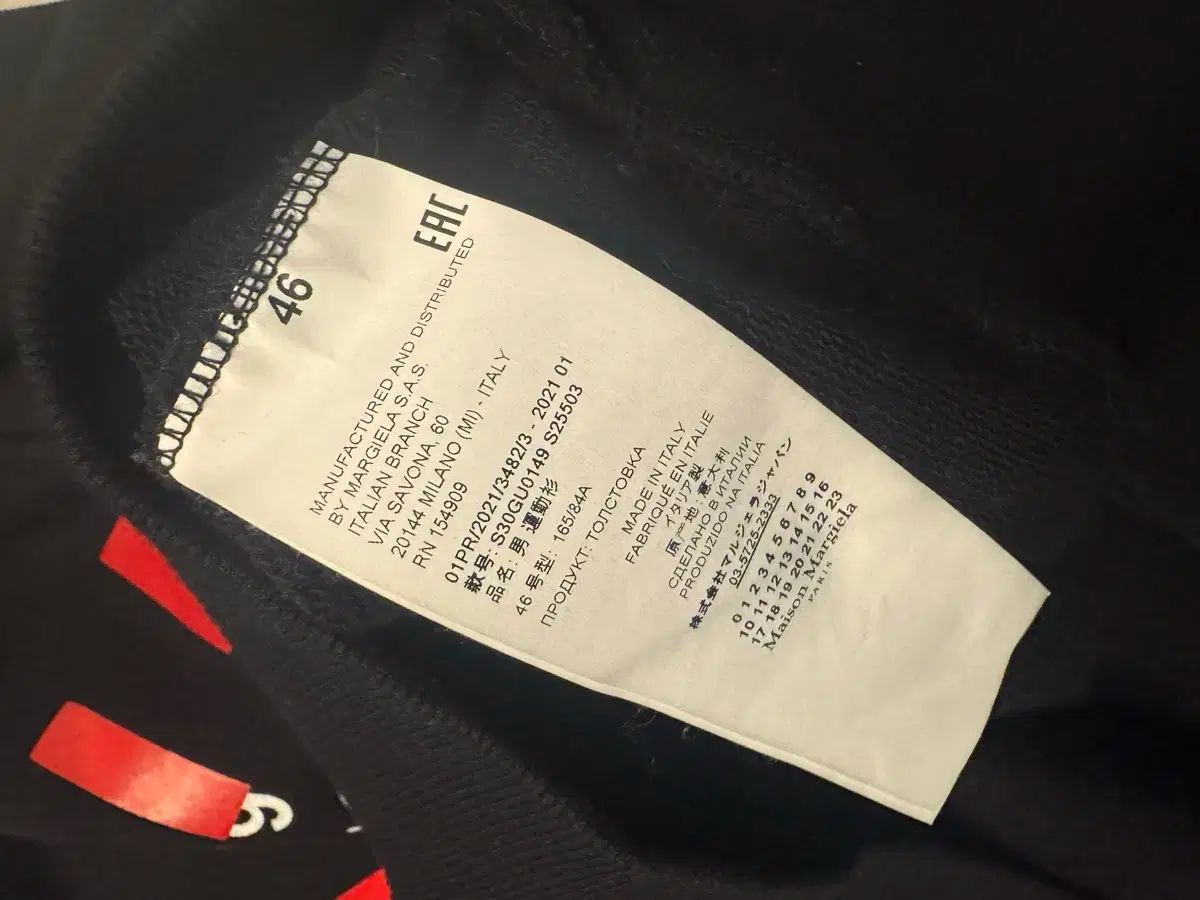 46
EAC
MANUFACTURED AND DISTRIBUTED
BY MARGIELA S.A.S.
ITALIAN BRANCH
VIA SAVONA, 60
20144 MILANO (MI) - ITALY
RN 154909
01PR/2021/3482/3 - 2021 01
款号: S30GU0149 S25503
品名: 男 運動衫
46 号型: 165/84A
ПРОДУКТ: ТОЛСТОВКА
MADE IN ITALY
FABRIQUE EN ITALIE
イタリア製
原产地: 意大利
СДЕЛАНО В ИТАЛИИ
PRODUZIDO NA ITALIA
株式会社マルジェラジャパン
03-5725-2333
0 1 2 3 4 5 6 7 8 9
10 11 12 13 14 15 16
17 18 19 20 21 22 23
Maison Margiela
PARIS
6